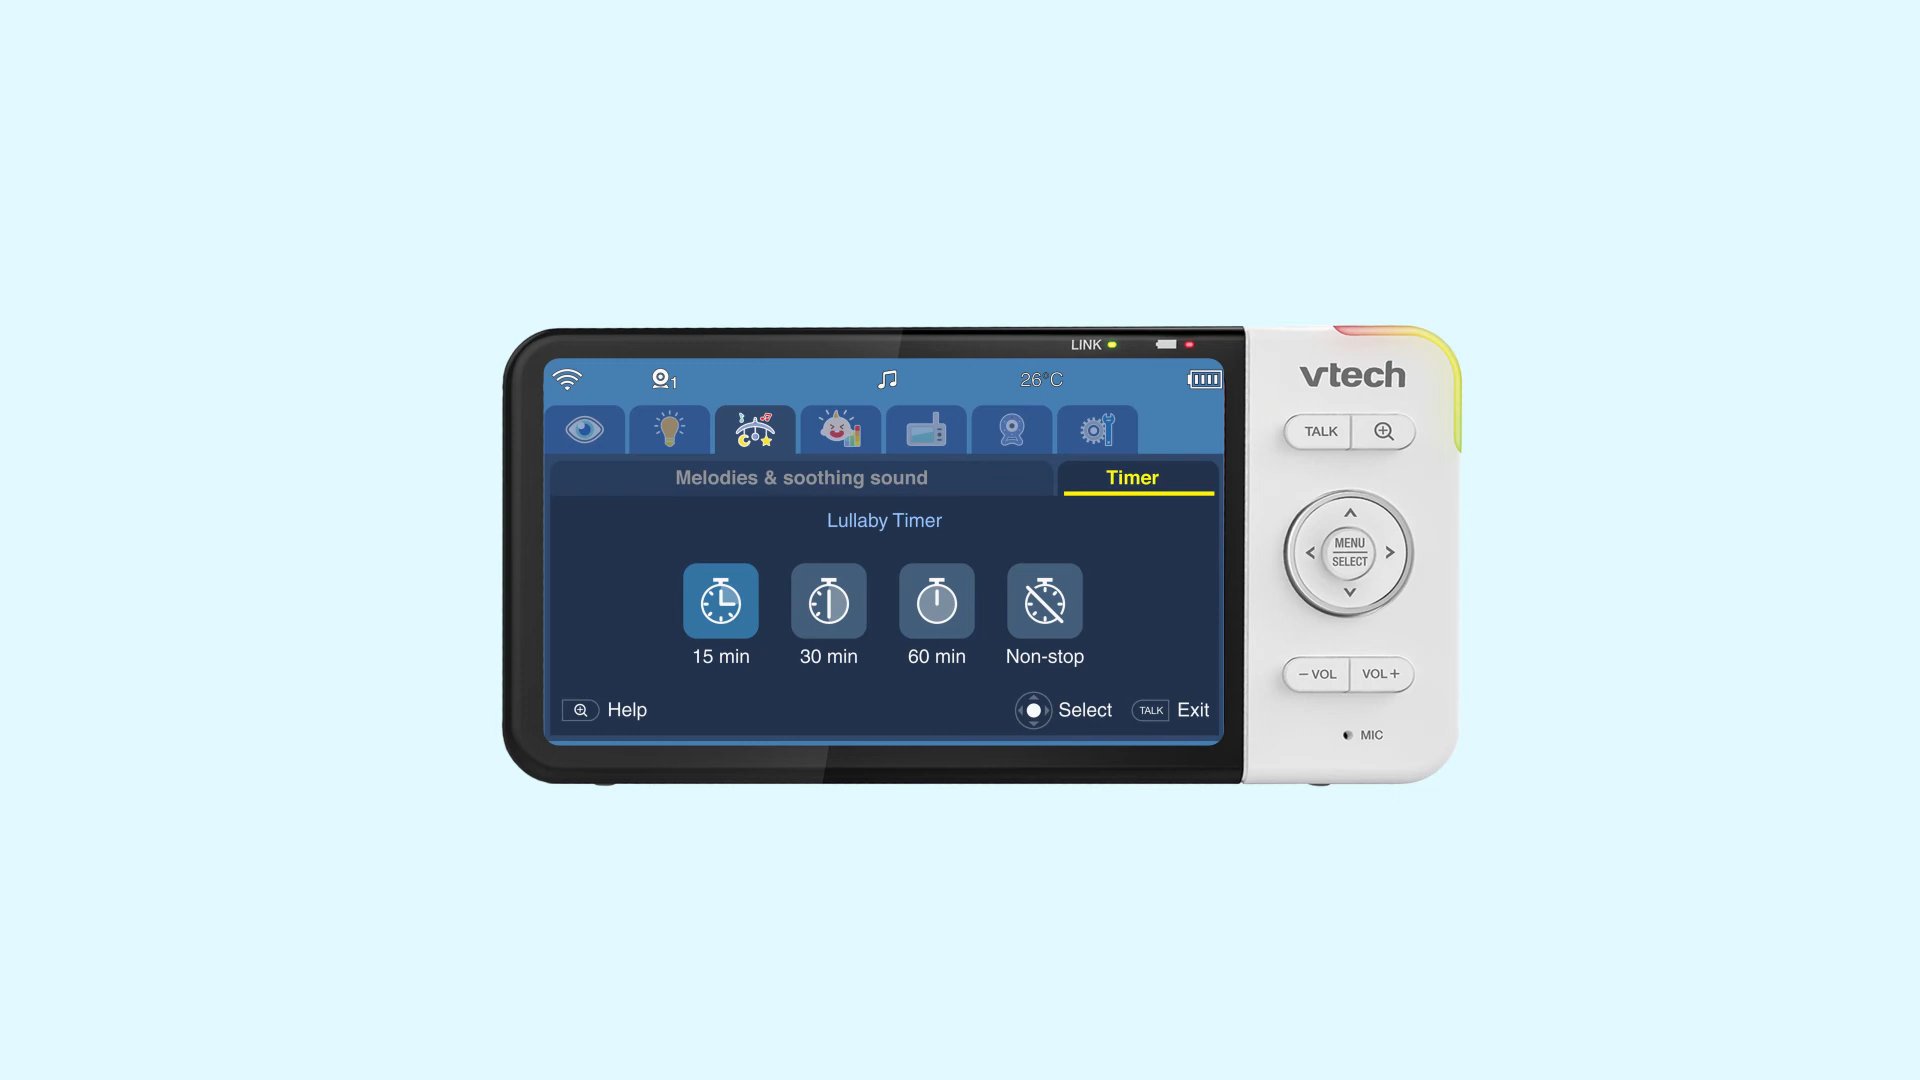 LINK
1
26°C
vtech
TALK
Melodies & soothing sound
Timer
Lullaby Timer
MENU
SELECT
15 min
30 min
60 min
Non-stop
– VOL
VOL +
Help
Select
TALK
Exit
MIC